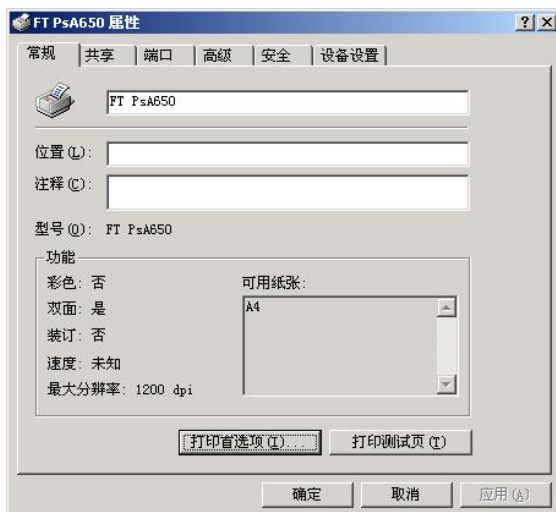 FT PsA650 属性
常规 共享 端口 高级 安全 设备设置
FT PsA650
位置(L):
注释(C):
型号(O): FT PsA650
功能
彩色: 否
可用纸张:
双面: 是
A4
装订: 否
速度: 未知
最大分辨率: 1200 dpi
打印首选项(I)... 打印测试页(T)
确定 取消 应用(A)